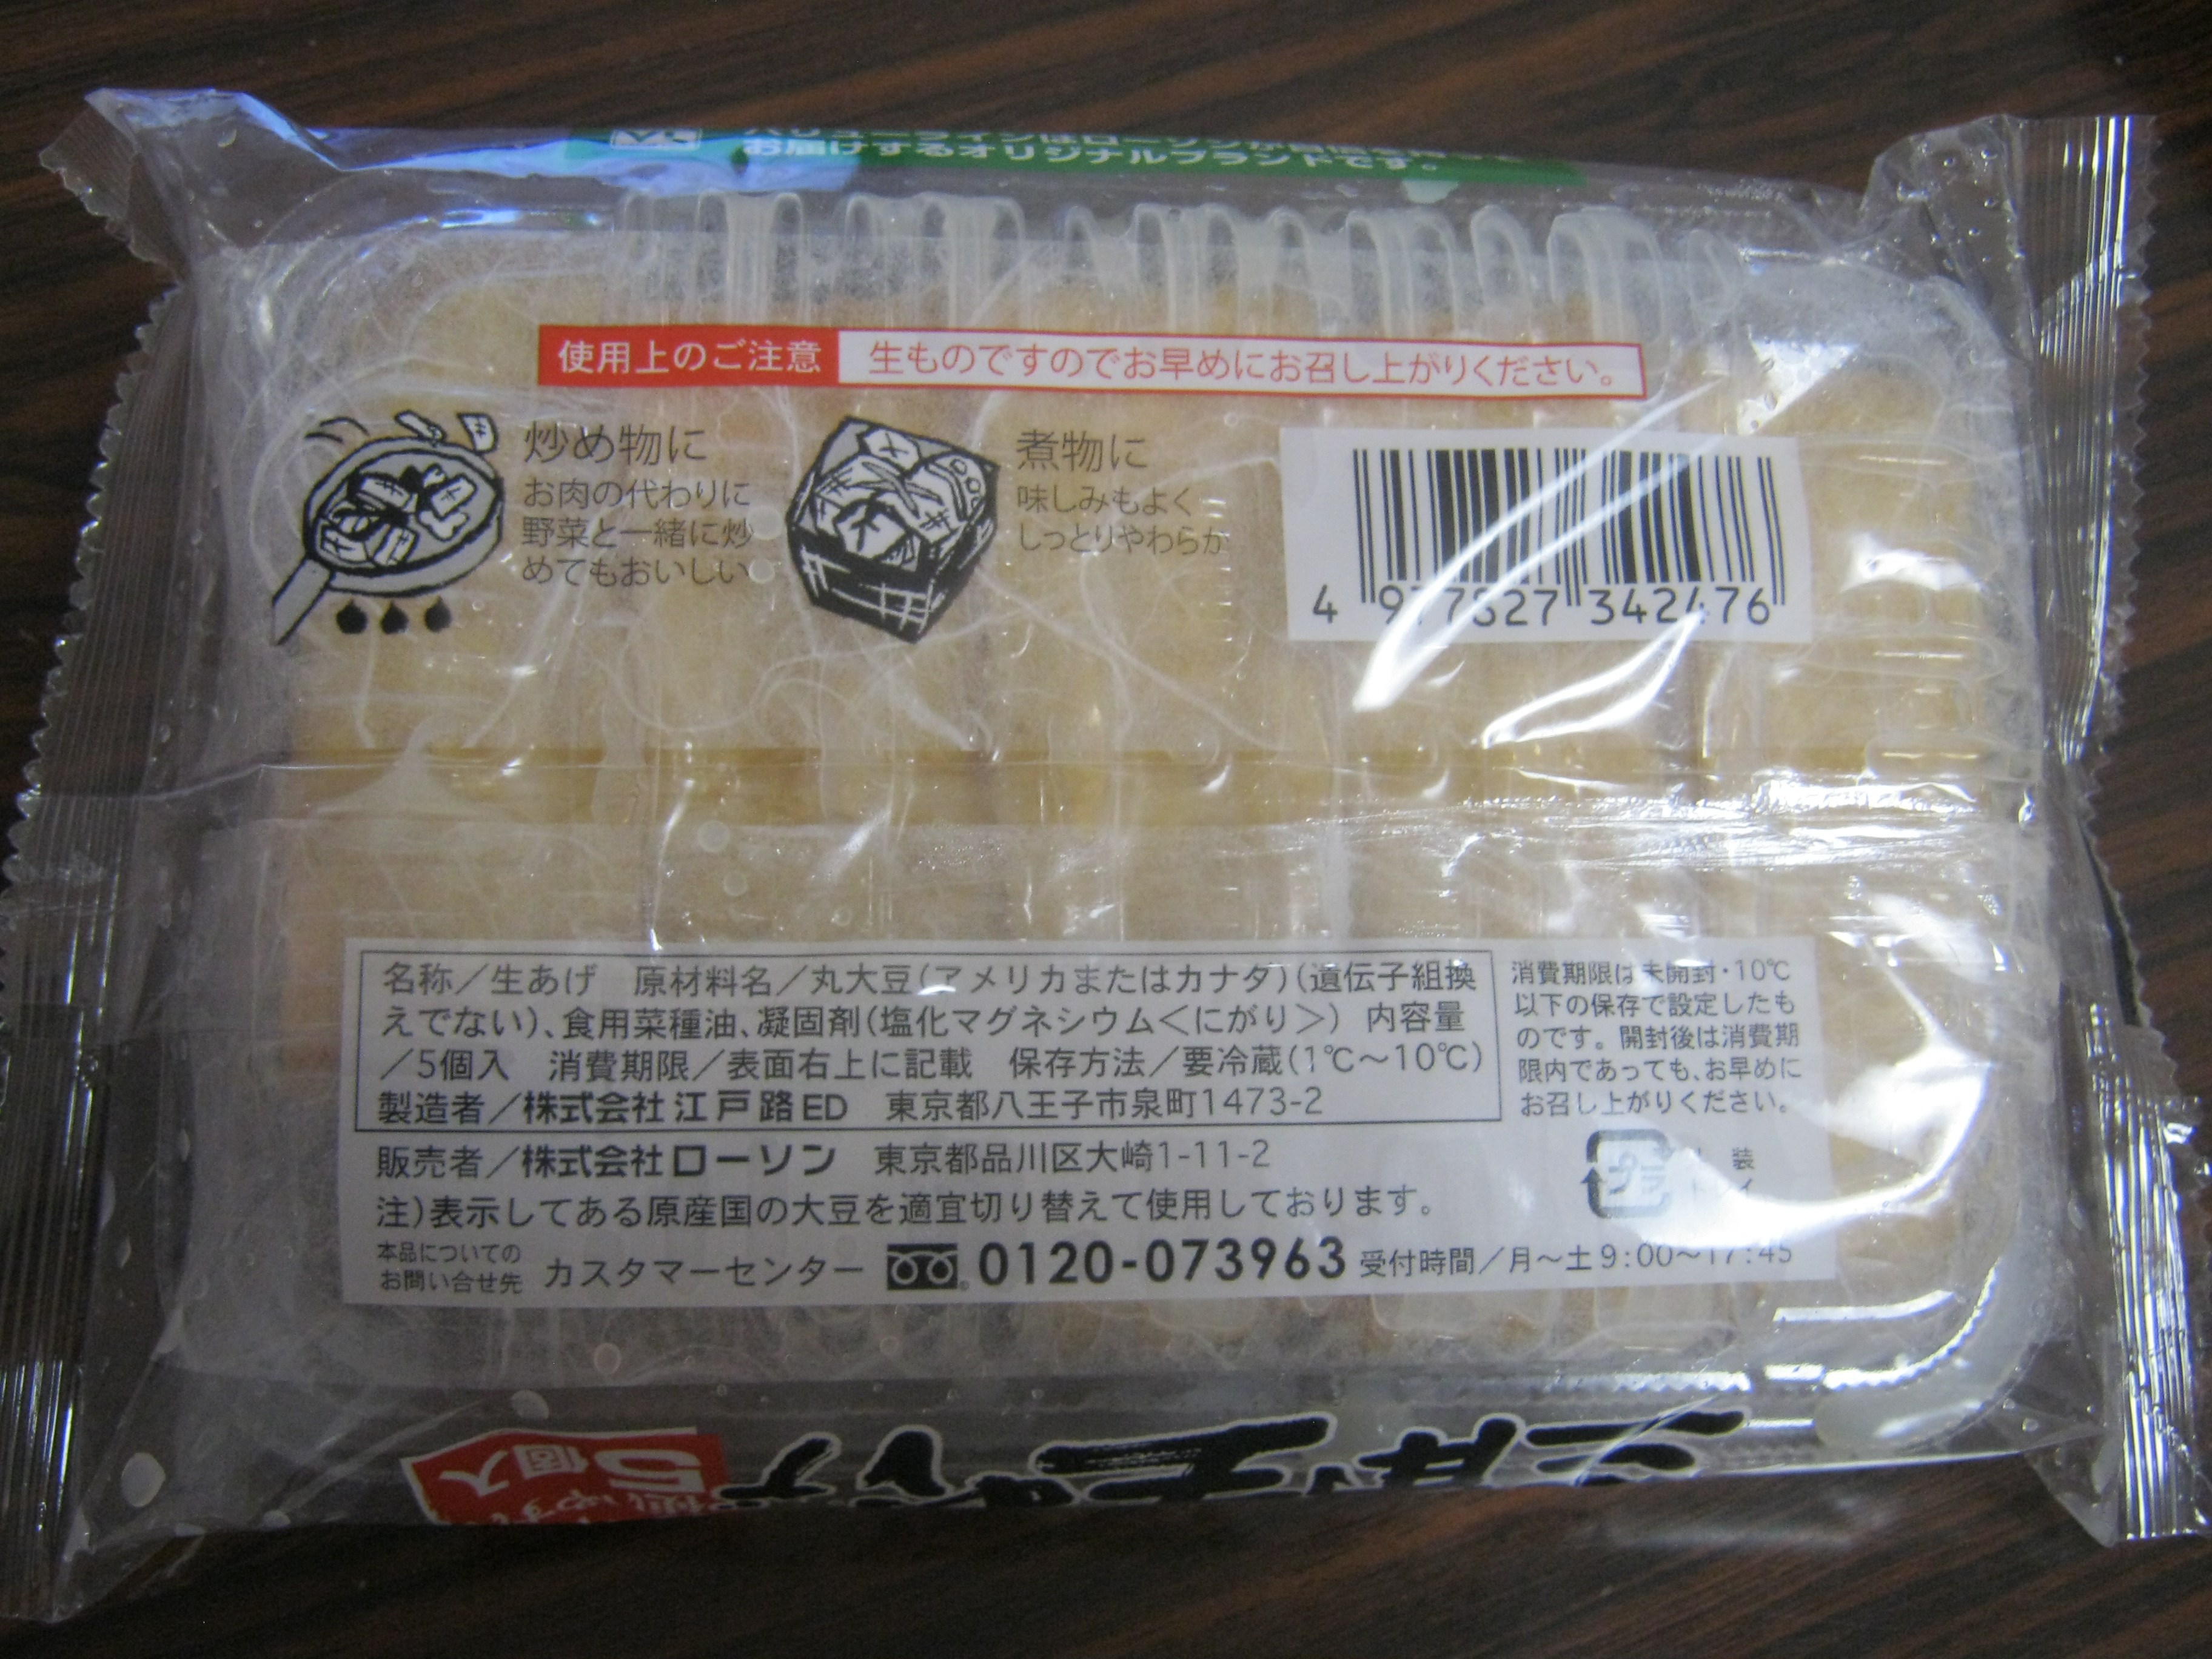 お届けするオリジナルブランドです。
使用上のご注意 生ものですのでお早めにお召し上がりください。
炒め物に
お肉の代わりに
野菜と一緒に炒
めてもおいしい
煮物に
味しみもよく
しっとりやわらか
4 977827 342476
名称／生あげ 原材料名／丸大豆(アメリカまたはカナダ)(遺伝子組換
えでない)、食用菜種油、凝固剤(塩化マグネシウム＜にがり＞) 内容量
／5個入 消費期限／表面右上に記載 保存方法／要冷蔵(1℃～10℃)
製造者／株式会社江戸路ED 東京都八王子市泉町1473-2
消費期限は未開封・10℃
以下の保存で設定したも
のです。開封後は消費期
限内であっても、お早めに
お召し上がりください。
販売者／株式会社ローソン 東京都品川区大崎1-11-2
注)表示してある原産国の大豆を適宜切り替えて使用しております。
プラ
本品についての
お問い合せ先 カスタマーセンター 0120-073963 受付時間／月～土9:00～17:45
5個入